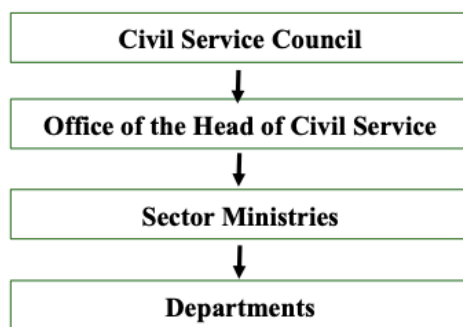 Civil Service Council
Office of the Head of Civil Service
Sector Ministries
Departments